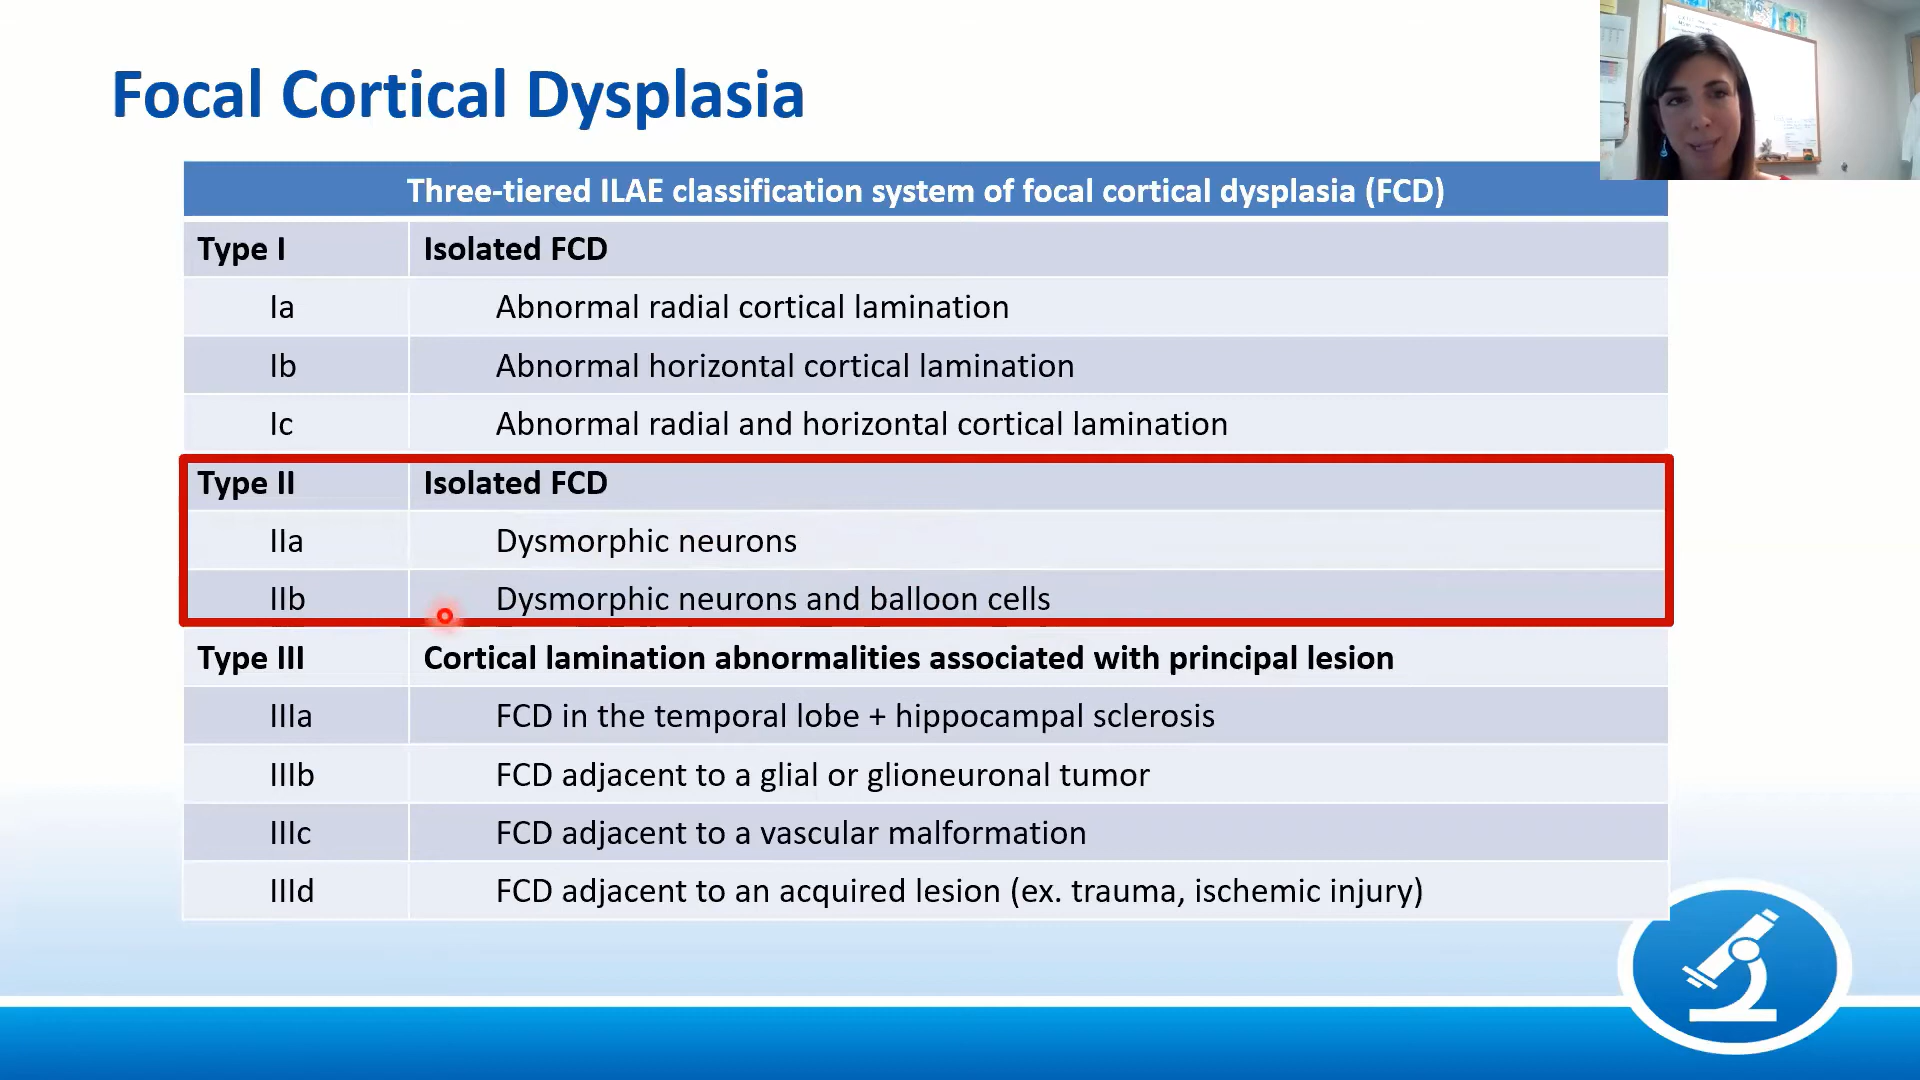 Focal Cortical Dysplasia
Three-tiered ILAE classification system of focal cortical dysplasia (FCD)
Type I Isolated FCD
Ia Abnormal radial cortical lamination
Ib Abnormal horizontal cortical lamination
Ic Abnormal radial and horizontal cortical lamination
Type II Isolated FCD
IIa Dysmorphic neurons
IIb Dysmorphic neurons and balloon cells
Type III Cortical lamination abnormalities associated with principal lesion
IIIa FCD in the temporal lobe + hippocampal sclerosis
IIIb FCD adjacent to a glial or glioneuronal tumor
IIIc FCD adjacent to a vascular malformation
IIId FCD adjacent to an acquired lesion (ex. trauma, ischemic injury)